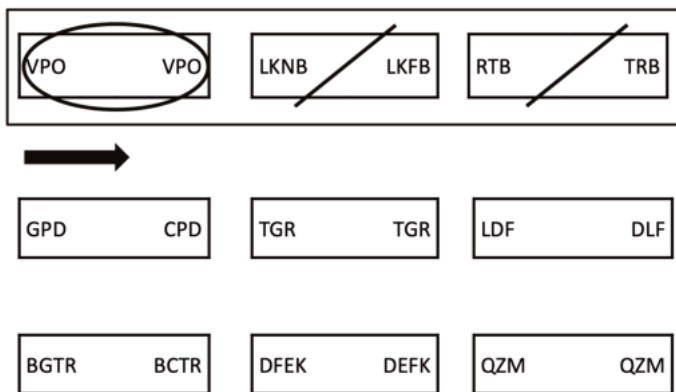 VPO VPO LKNB LKFB RTB TRB
GPD CPD TGR TGR LDF DLF
BGTR BCTR DFEK DEFK QZM QZM